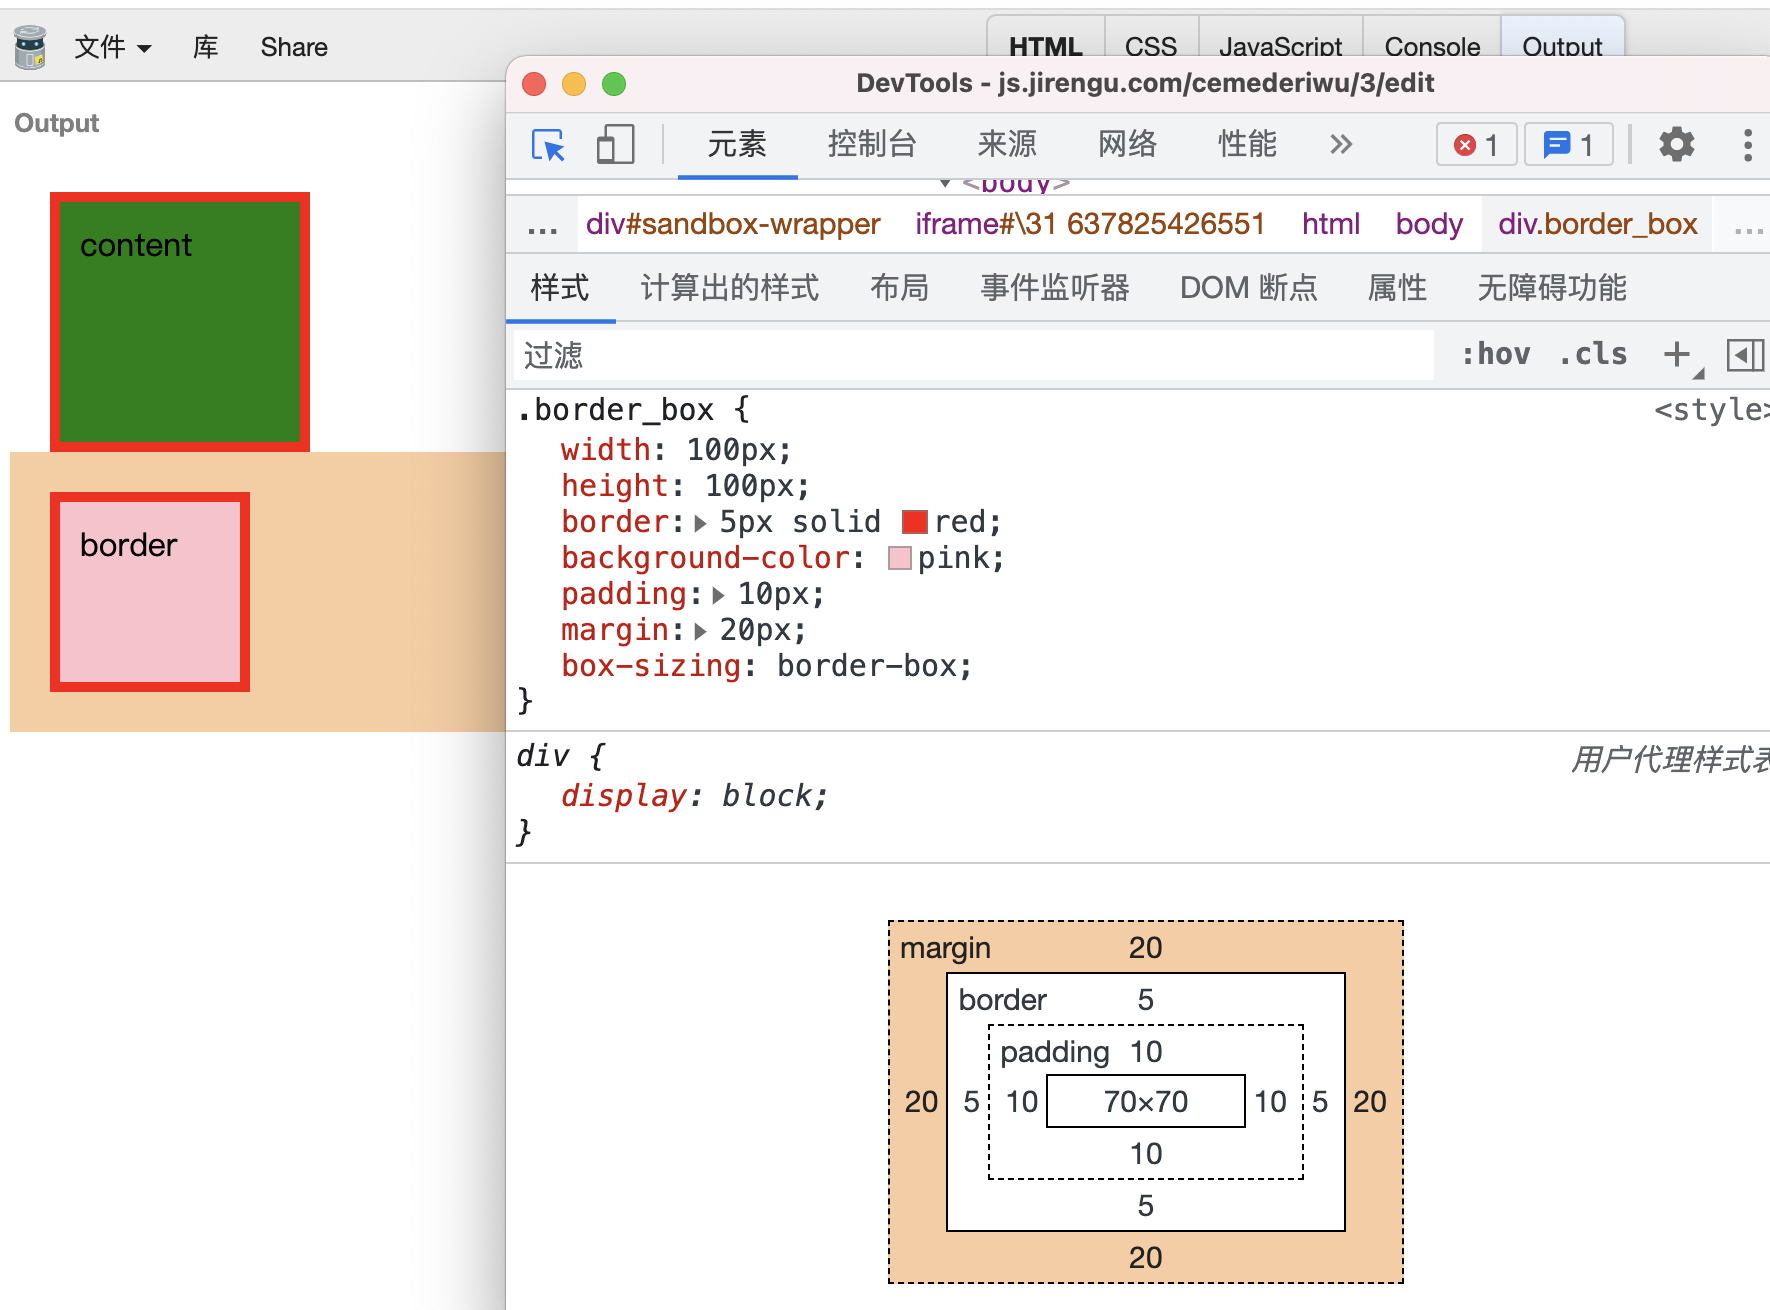 文件 库 Share HTML CSS JavaScript Console Output
DevTools - js.jirengu.com/cemederiwu/3/edit
Output
元素 控制台 来源 网络 性能 » 1 1
<body>
... div#sandbox-wrapper iframe#\31 637825426551 html body div.border_box ...
样式 计算出的样式 布局 事件监听器 DOM 断点 属性 无障碍功能
过滤 :hov .cls +
content
border
.border_box { <style>
width: 100px;
height: 100px;
border: 5px solid red;
background-color: pink;
padding: 10px;
margin: 20px;
box-sizing: border-box;
}
div { 用户代理样式表
display: block;
}
margin 20
border 5
padding 10
20 5 10 70×70 10 5 20
10
5
20